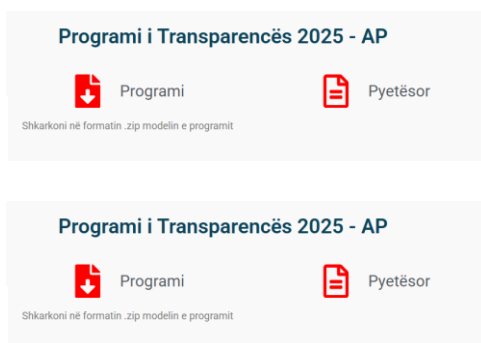 Programi i Transparencës 2025 - AP
Programi
Pyetësor
Shkarkoni në formatin .zip modelin e programit
Programi i Transparencës 2025 - AP
Programi
Pyetësor
Shkarkoni në formatin .zip modelin e programit